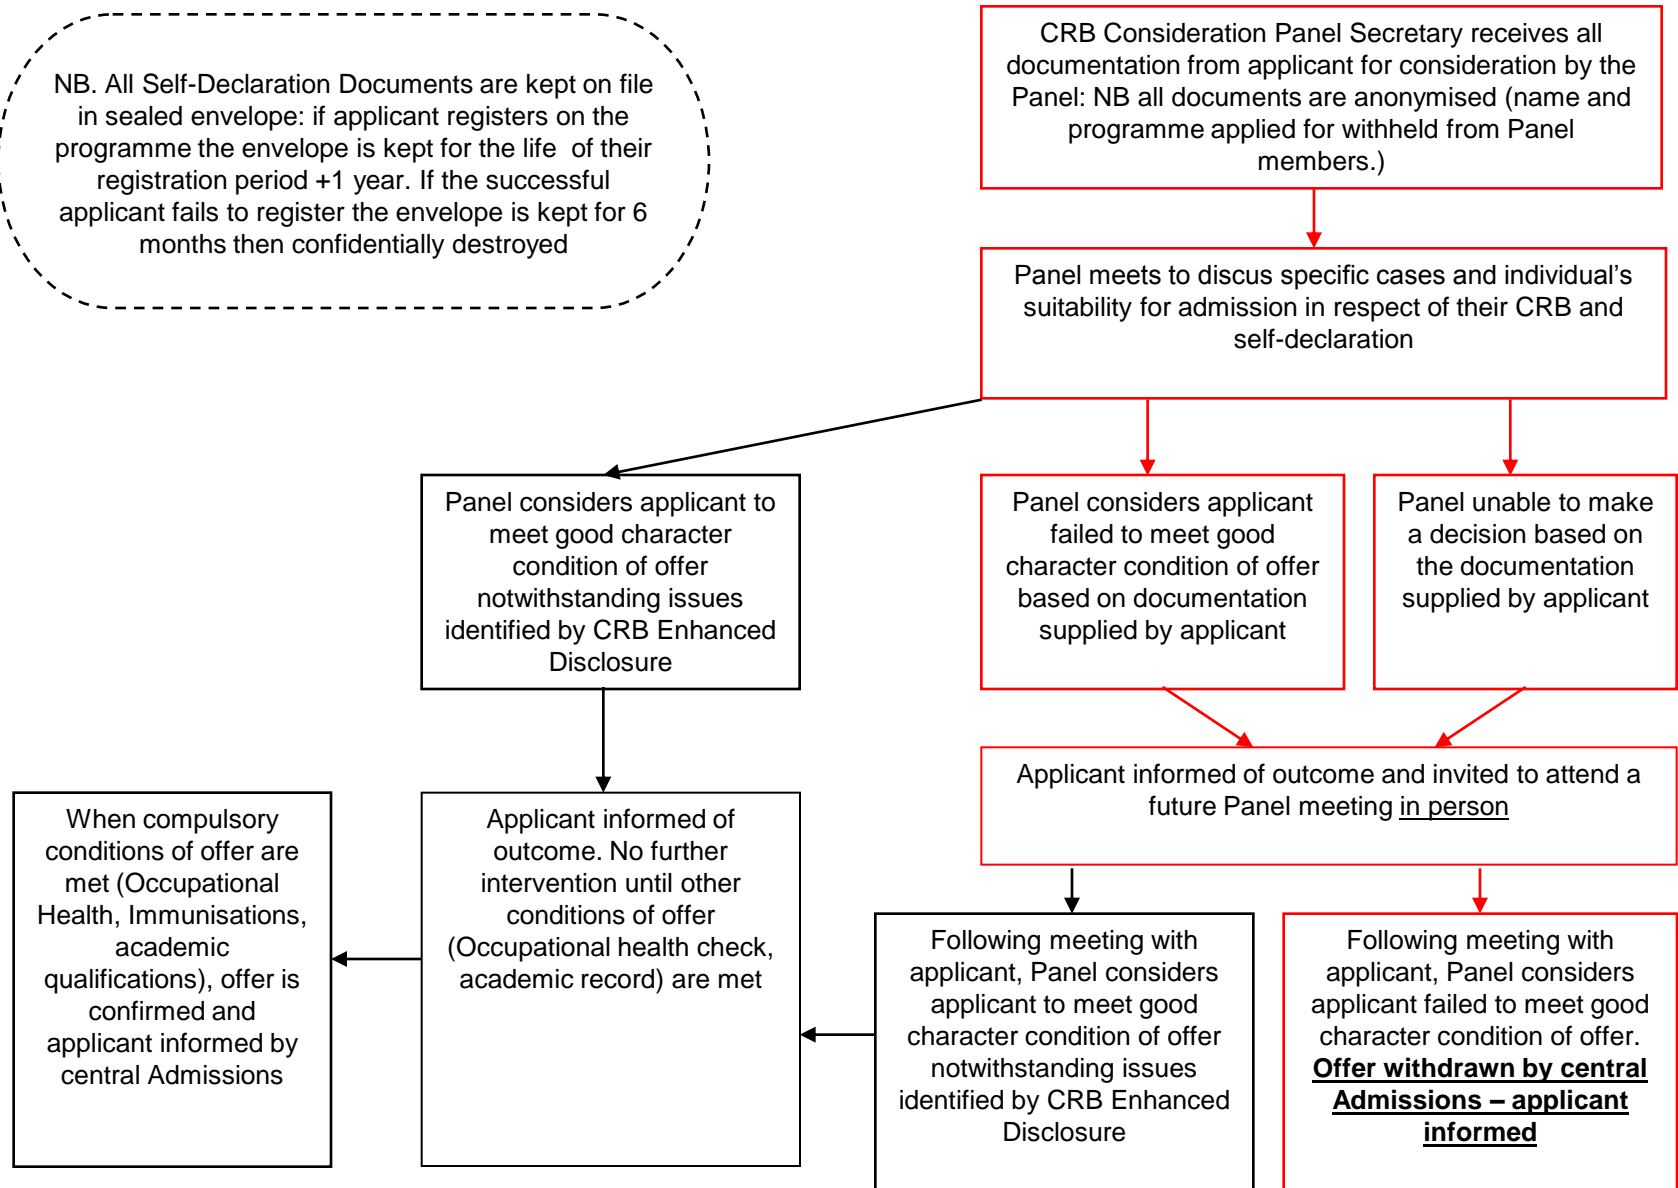 NB. All Self-Declaration Documents are kept on file
in sealed envelope: if applicant registers on the
programme the envelope is kept for the life  of their
registration period +1 year. If the successful
applicant fails to register the envelope is kept for 6
months then confidentially destroyed
CRB Consideration Panel Secretary receives all
documentation from applicant for consideration by the
Panel: NB all documents are anonymised (name and
programme applied for withheld from Panel
members.)
Panel meets to discus specific cases and individual’s
suitability for admission in respect of their CRB and
self-declaration
Panel considers applicant to
meet good character
condition of offer
notwithstanding issues
identified by CRB Enhanced
Disclosure
Panel considers applicant
failed to meet good
character condition of offer
based on documentation
supplied by applicant
Panel unable to make
a decision based on
the documentation
supplied by applicant
Applicant informed of outcome and invited to attend a
future Panel meeting in person
When compulsory
conditions of offer are
met (Occupational
Health, Immunisations,
academic
qualifications), offer is
confirmed and
applicant informed by
central Admissions
Applicant informed of
outcome. No further
intervention until other
conditions of offer
(Occupational health check,
academic record) are met
Following meeting with
applicant, Panel considers
applicant to meet good
character condition of offer
notwithstanding issues
identified by CRB Enhanced
Disclosure
Following meeting with
applicant, Panel considers
applicant failed to meet good
character condition of offer.
Offer withdrawn by central
Admissions – applicant
informed